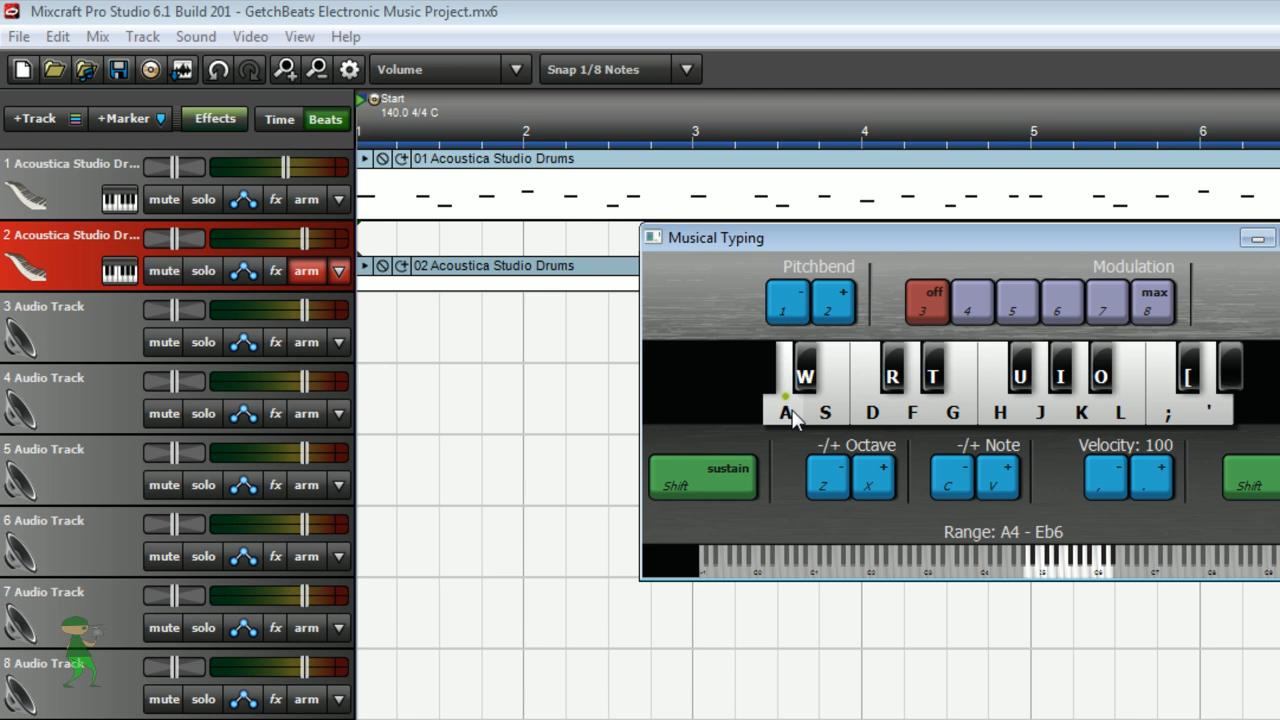 Mixcraft Pro Studio 6.1 Build 201 - GetchBeats Electronic Music Project.mx6
File Edit Mix Track Sound Video View Help
Volume Snap 1/8 Notes
+Track +Marker Effects Time Beats
Start
140.0 4/4 C
1 2 3 4 5 6
1 Acoustica Studio Dr...
mute solo fx arm
01 Acoustica Studio Drums
2 Acoustica Studio Dr...
mute solo fx arm
02 Acoustica Studio Drums
3 Audio Track
mute solo fx arm
4 Audio Track
mute solo fx arm
5 Audio Track
mute solo fx arm
6 Audio Track
mute solo fx arm
7 Audio Track
mute solo fx arm
8 Audio Track
mute solo fx arm
Musical Typing
Pitchbend Modulation
- + off max
1 2 3 4 5 6 7 8
W R T U I O [
A S D F G H J K L ; '
-/+ Octave -/+ Note Velocity: 100
sustain - + - + - +
Shift Z X C V , . Shift
Range: A4 - Eb6